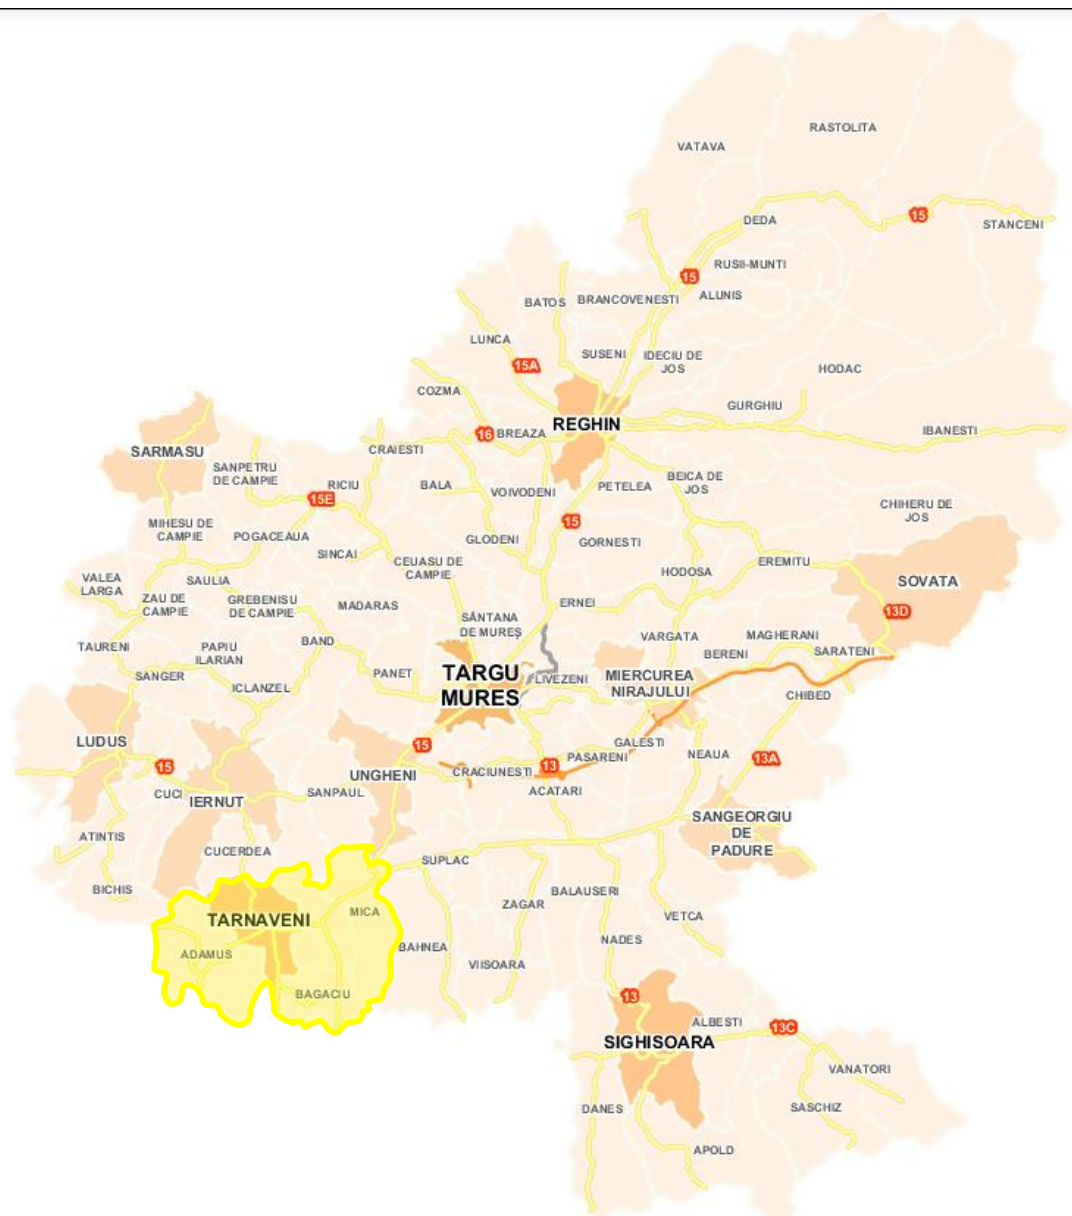 RASTOLITA
VATAVA
15
DEDA
STANCENI
RUSII-MUNTI
15
BATOS
BRANCOVENESTI
ALUNIS
LUNCA
SUSENI
IDECIU DE
JOS
15A
HODAC
COZMA
GURGHIU
REGHIN
16
BREAZA
IBANESTI
CRAIESTI
SARMASU
SANPETRU
DE CAMPIE
RICIU
BALA
VOIVODENI
PETELEA
BEICA DE
JOS
15E
CHIHERU DE
JOS
MIHESU DE
CAMPIE
15
POGACEAUA
GLODENI
GORNESTI
SINCAI
CEUASU DE
CAMPIE
EREMITU
HODOSA
VALEA
LARGA
SAULIA
SOVATA
ZAU DE
CAMPIE
GREBENISU
DE CAMPIE
MADARAS
ERNEI
13D
SÁNTANA
DE MUREȘ
TAURENI
PAPIU
ILARIAN
BAND
VARGATA
MAGHERANI
BERENI
SARATENI
SANGER
PANET
TARGU
MURES
LIVEZENI
MIERCUREA
NIRAJULUI
ICLANZEL
CHIBED
LUDUS
15
GALESTI
NEAUA
PASARENI
13A
15
UNGHENI
CRACIUNESTI
13
CUCI
IERNUT
SANPAUL
ACATARI
SANGEORGIU
DE
PADURE
ATINTIS
CUCERDEA
SUPLAC
BICHIS
BALAUSERI
ZAGAR
TARNAVENI
MICA
VETCA
BAHNEA
NADES
ADAMUS
VIISOARA
BAGACIU
13
ALBESTI
13C
SIGHISOARA
VANATORI
DANES
SASCHIZ
APOLD